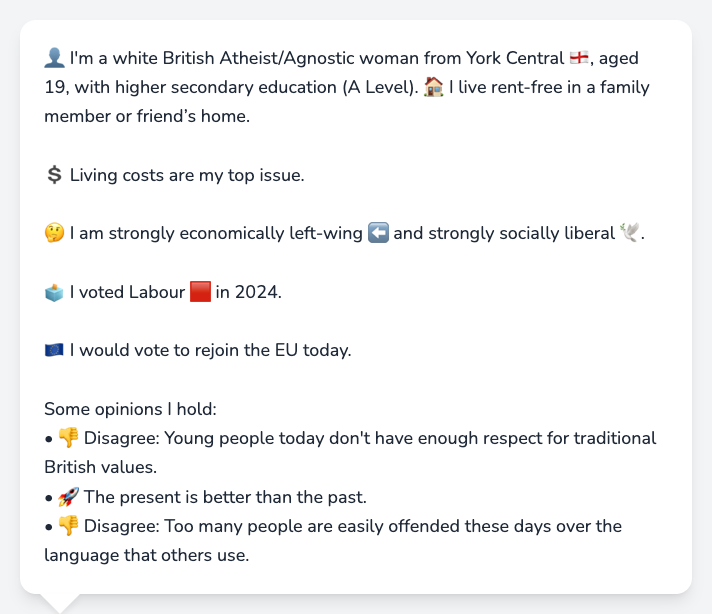 👤 I'm a white British Atheist/Agnostic woman from York Central 🏴󠁧󠁢󠁥󠁮󠁧󠁿, aged
19, with higher secondary education (A Level). 🏠 I live rent-free in a family
member or friend’s home.
💲 Living costs are my top issue.
🤔 I am strongly economically left-wing ⬅️ and strongly socially liberal 🕊️.
🗳️ I voted Labour 🟥 in 2024.
🇪🇺 I would vote to rejoin the EU today.
Some opinions I hold:
• 👎 Disagree: Young people today don't have enough respect for traditional
British values.
• 🚀 The present is better than the past.
• 👎 Disagree: Too many people are easily offended these days over the
language that others use.